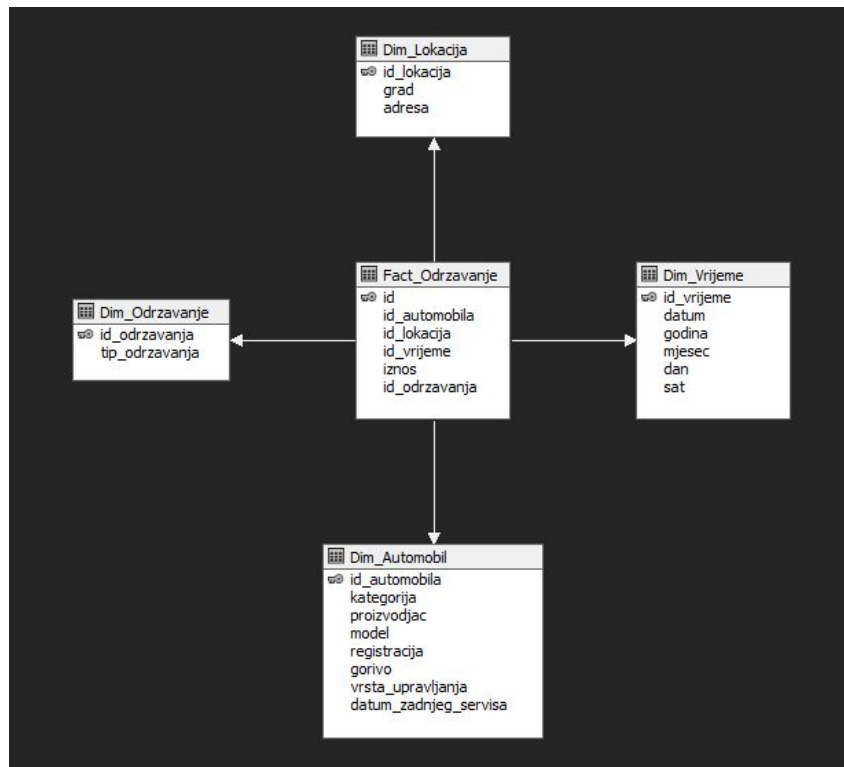 Dim_Lokacija
id_lokacija
grad
adresa
Fact_Odrzavanje
id
id_automobila
id_lokacija
id_vrijeme
iznos
id_odrzavanja
Dim_Vrijeme
id_vrijeme
datum
godina
mjesec
dan
sat
Dim_Odrzavanje
id_odrzavanja
tip_odrzavanja
Dim_Automobil
id_automobila
kategorija
proizvodjac
model
registracija
gorivo
vrsta_upravljanja
datum_zadnjeg_servisa